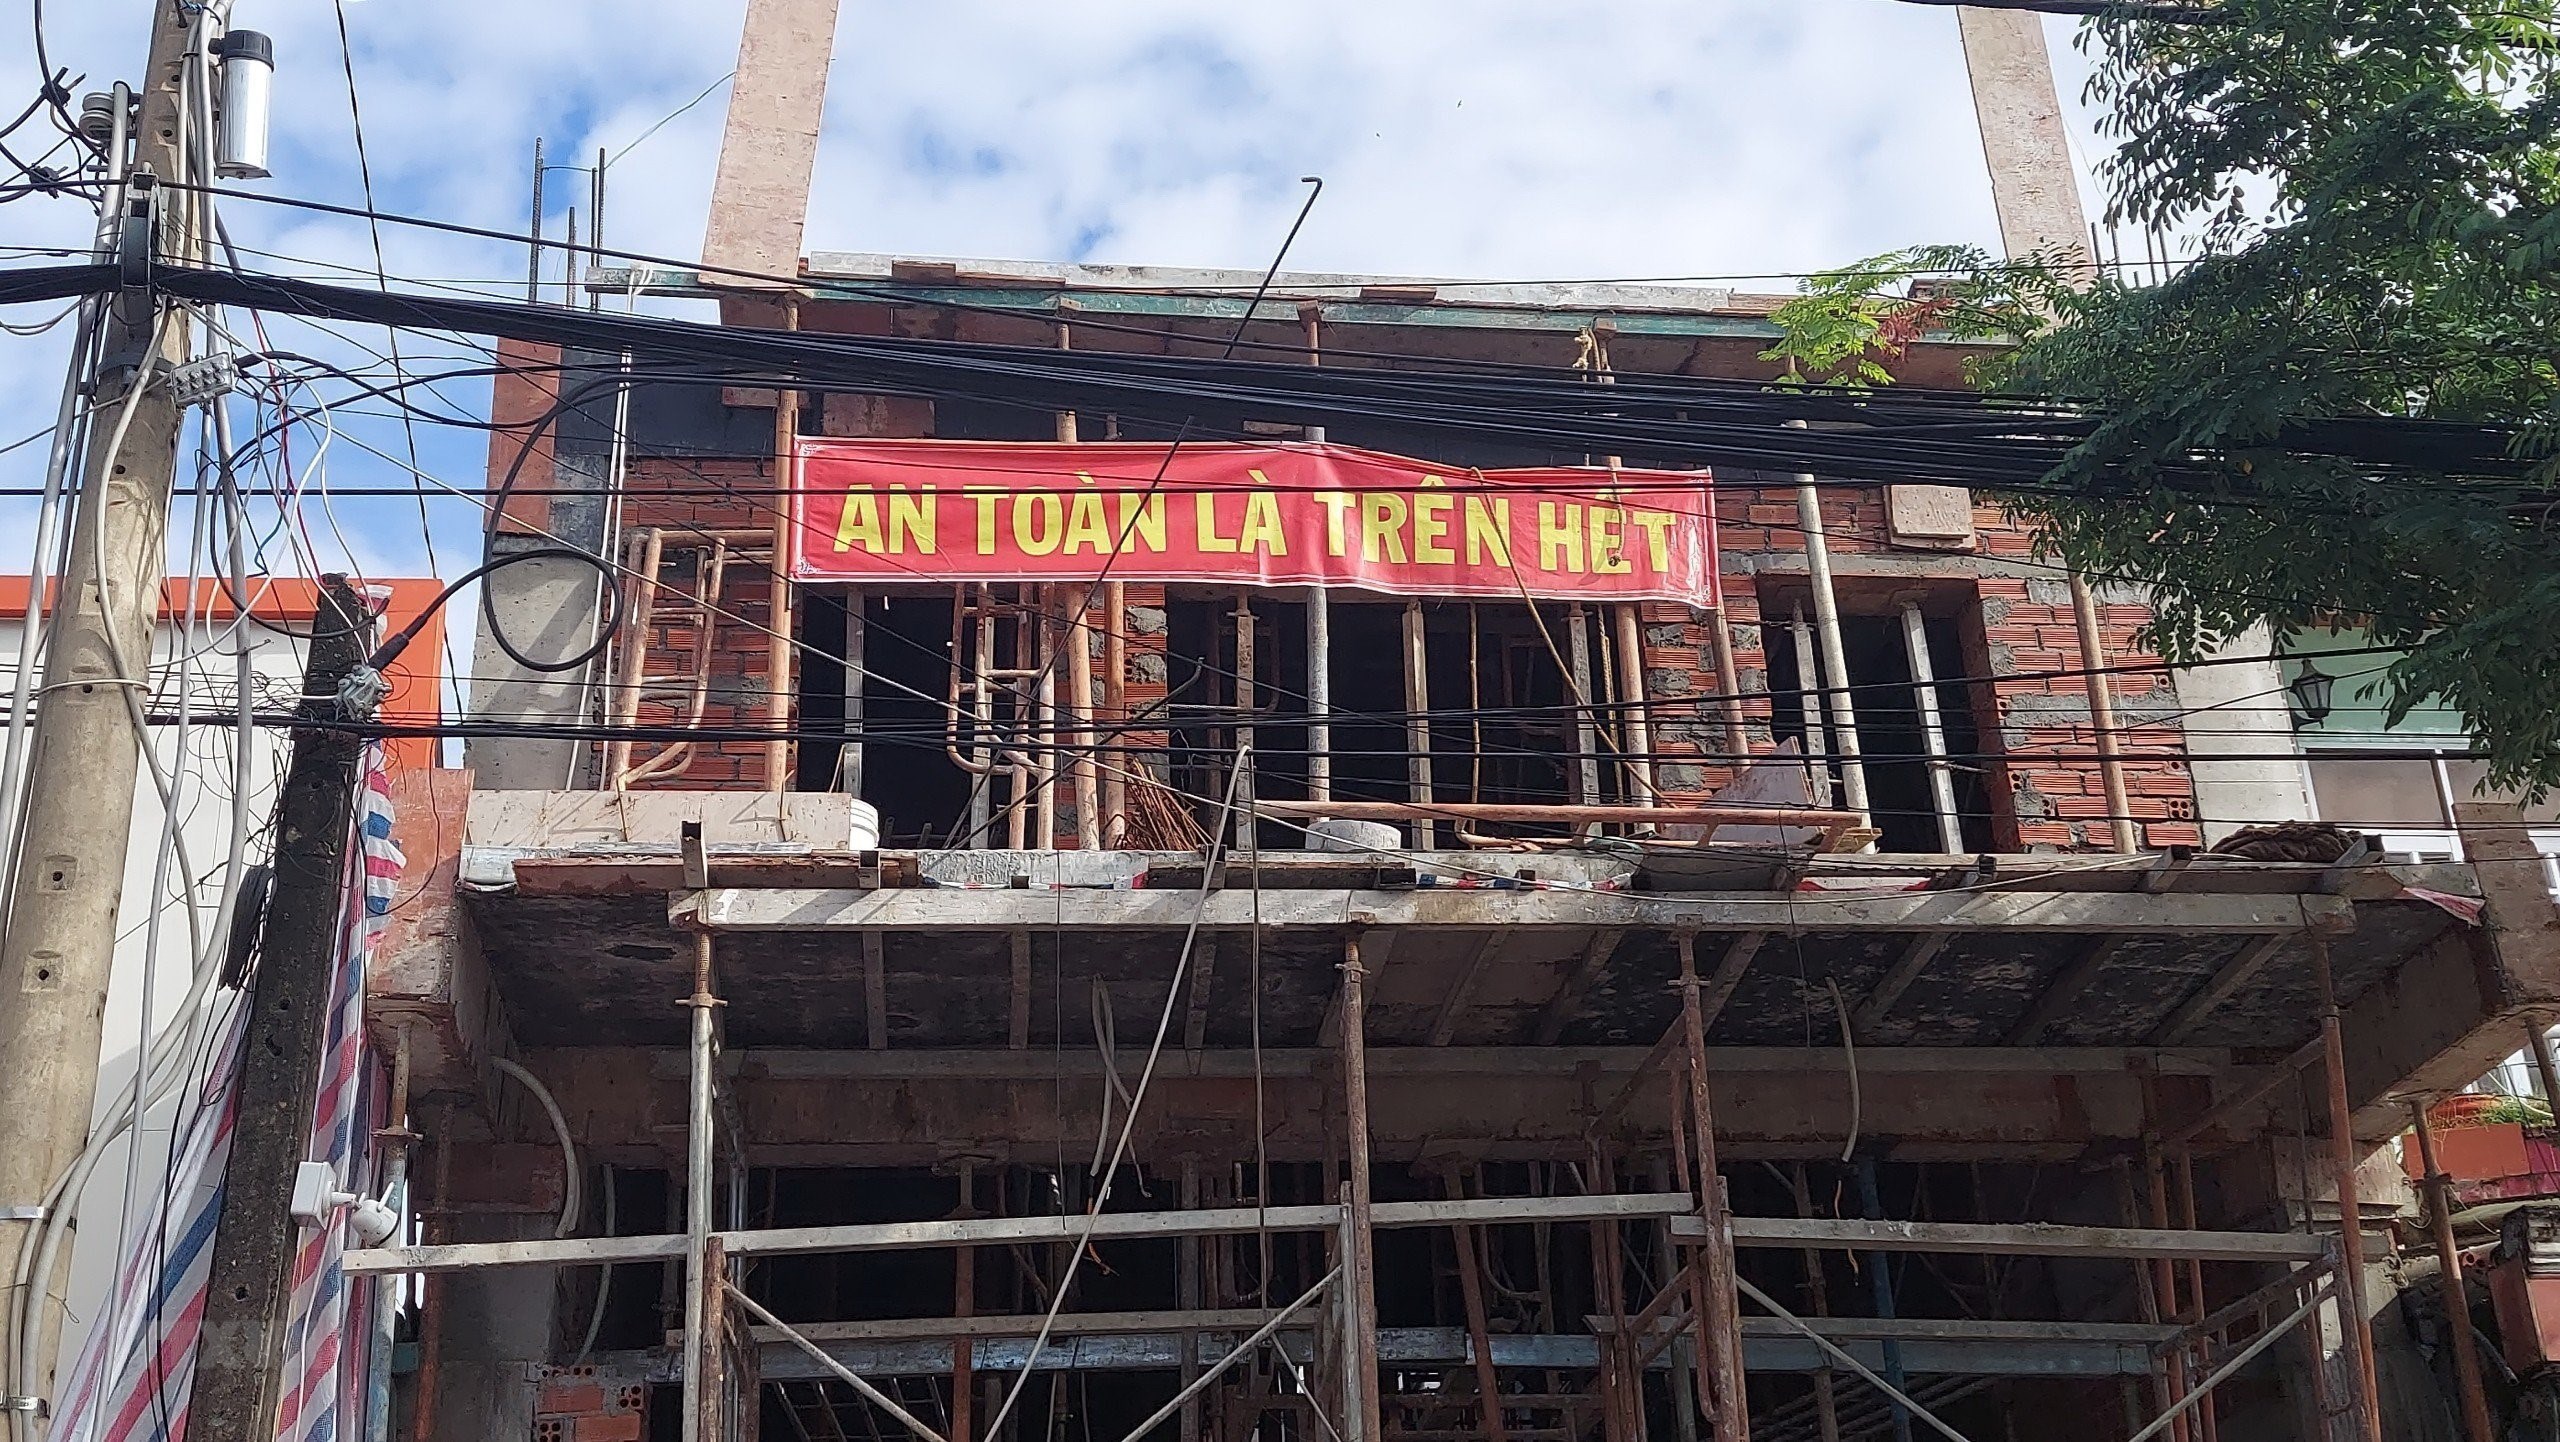 AN TOÀN LÀ TRÊN HẾT